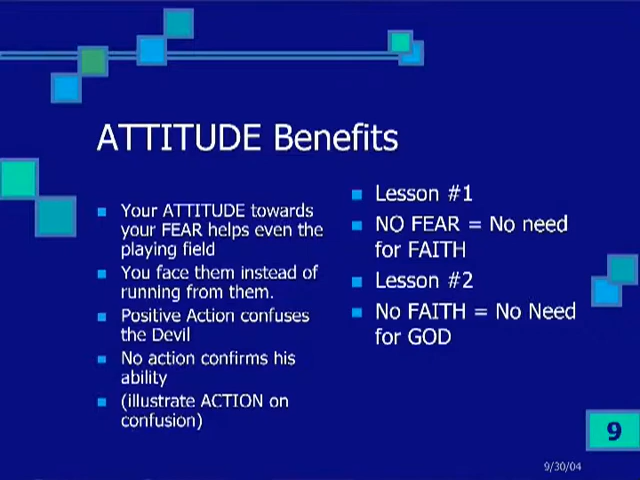 ATTITUDE Benefits
Your ATTITUDE towards
your FEAR helps even the
playing field
You face them instead of
running from them.
Positive Action confuses
the Devil
No action confirms his
ability
(illustrate ACTION on
confusion)
Lesson #1
NO FEAR = No need
for FAITH
Lesson #2
No FAITH = No Need
for GOD
9
9/30/04